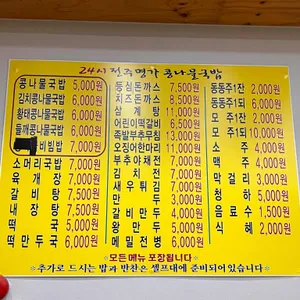 24시 전주명가 콩나물국밥
콩나물국밥 5,000원
김치콩나물국밥 6,000원
황태콩나물국밥 6,000원
들깨콩나물국밥 6,000원
비빔밥 7,000원
소머리국밥 7,500원
육개장 7,000원
갈비탕 7,500원
내장탕 7,500원
떡국 5,000원
떡만두국 6,000원
등심돈까스 7,500원
치즈돈까스 8,500원
삼계탕 11,000원
어린이떡갈비 6,500원
족발부추무침 13,000원
오징어한마리 11,000원
부추야채전 7,000원
김치전 7,000원
새우튀김 7,000원
만두 7,000원
갈비만두 7,000원
왕만두 7,000원
메밀전병 6,000원
동동주1잔 2,000원
동동주1되 6,000원
모주1잔 2,000원
모주1되 10,000원
소주 4,000원
맥주 4,000원
막걸리 3,000원
청하 5,000원
음료수 1,500원
식혜 2,000원
※모든메뉴 포장됩니다※
※추가로 드시는 밥과 반찬은 셀프대에 준비되어있습니다※